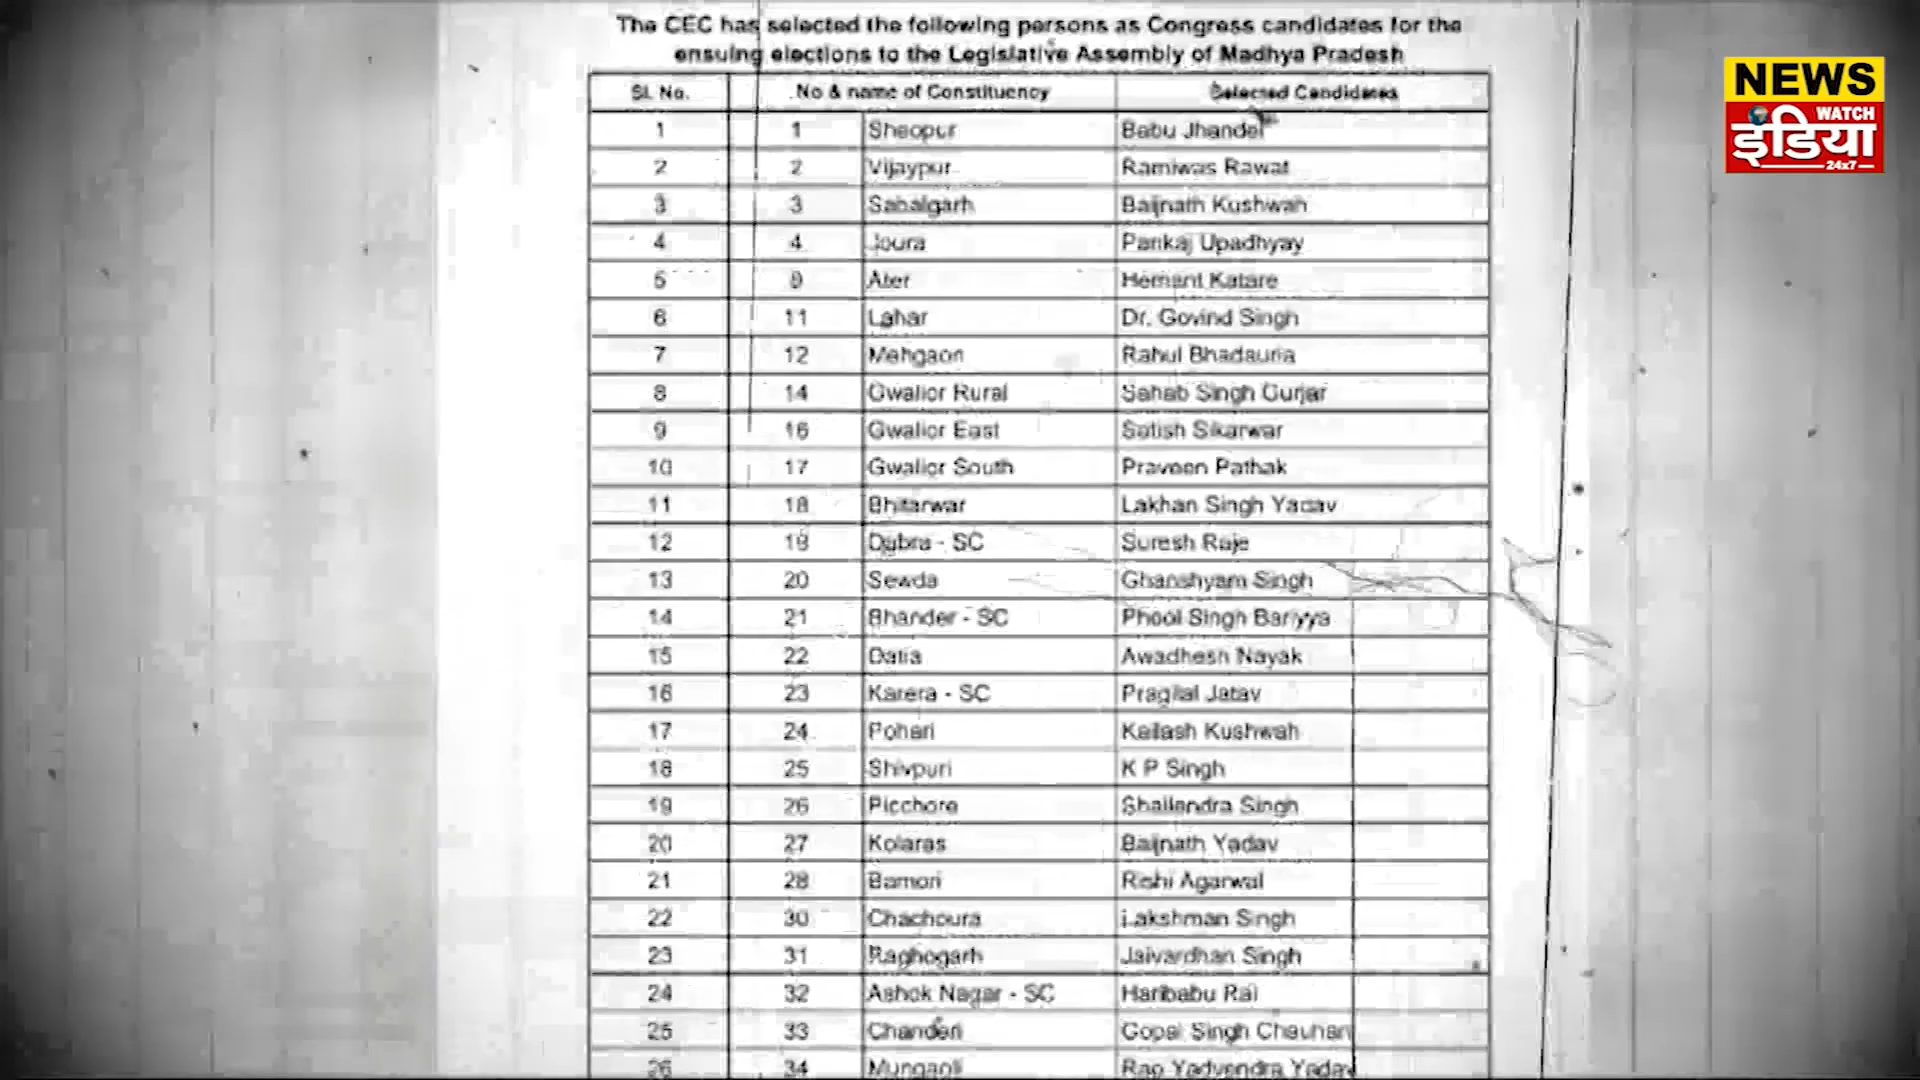 The CEC has selected the following persons as Congress candidates for the
ensuing elections to the Legislative Assembly of Madhya Pradesh
Sl. No. No & name of Constituency Selected Candidates
1 1 Sheopur Babu Jhandel
2 2 Vijaypur Ramiwas Rawat
3 3 Sabalgarh Baijnath Kushwah
4 4 Joura Pankaj Upadhyay
5 9 Ater Hemant Katare
6 11 Lahar Dr. Govind Singh
7 12 Mehgaon Rahul Bhadauria
8 14 Gwalior Rural Sahab Singh Gurjar
9 16 Gwalior East Satish Sikarwar
10 17 Gwalior South Praveen Pathak
11 18 Bhitarwar Lakhan Singh Yadav
12 19 Dabra - SC Suresh Raje
13 20 Sewda Ghanshyam Singh
14 21 Bhander - SC Phool Singh Bariyya
15 22 Datia Awadhesh Nayak
16 23 Karera - SC Pragilal Jatav
17 24 Pohari Kailash Kushwah
18 25 Shivpuri K P Singh
19 26 Picchore Shailendra Singh
20 27 Kolaras Baijnath Yadav
21 28 Bamori Rishi Agarwal
22 30 Chachoura Lakshman Singh
23 31 Raghogarh Jaivardhan Singh
24 32 Ashok Nagar - SC Haribabu Rai
25 33 Chanderi Gopal Singh Chauhan
26 34 Mungaoli Rao Yadvendra Yadav
NEWS
WATCH
इंडिया
24x7